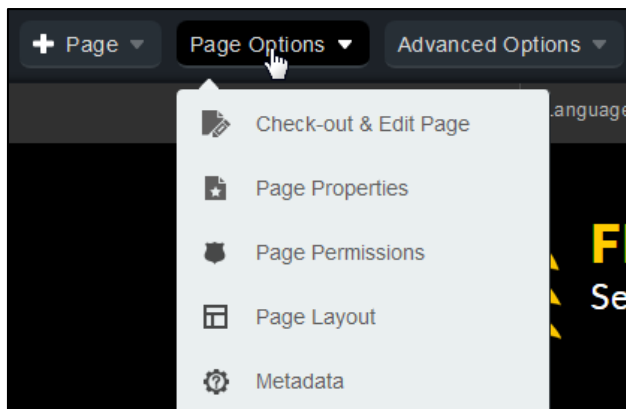 Page
Page Options
Advanced Options
Check-out & Edit Page
Page Properties
Page Permissions
Page Layout
Metadata